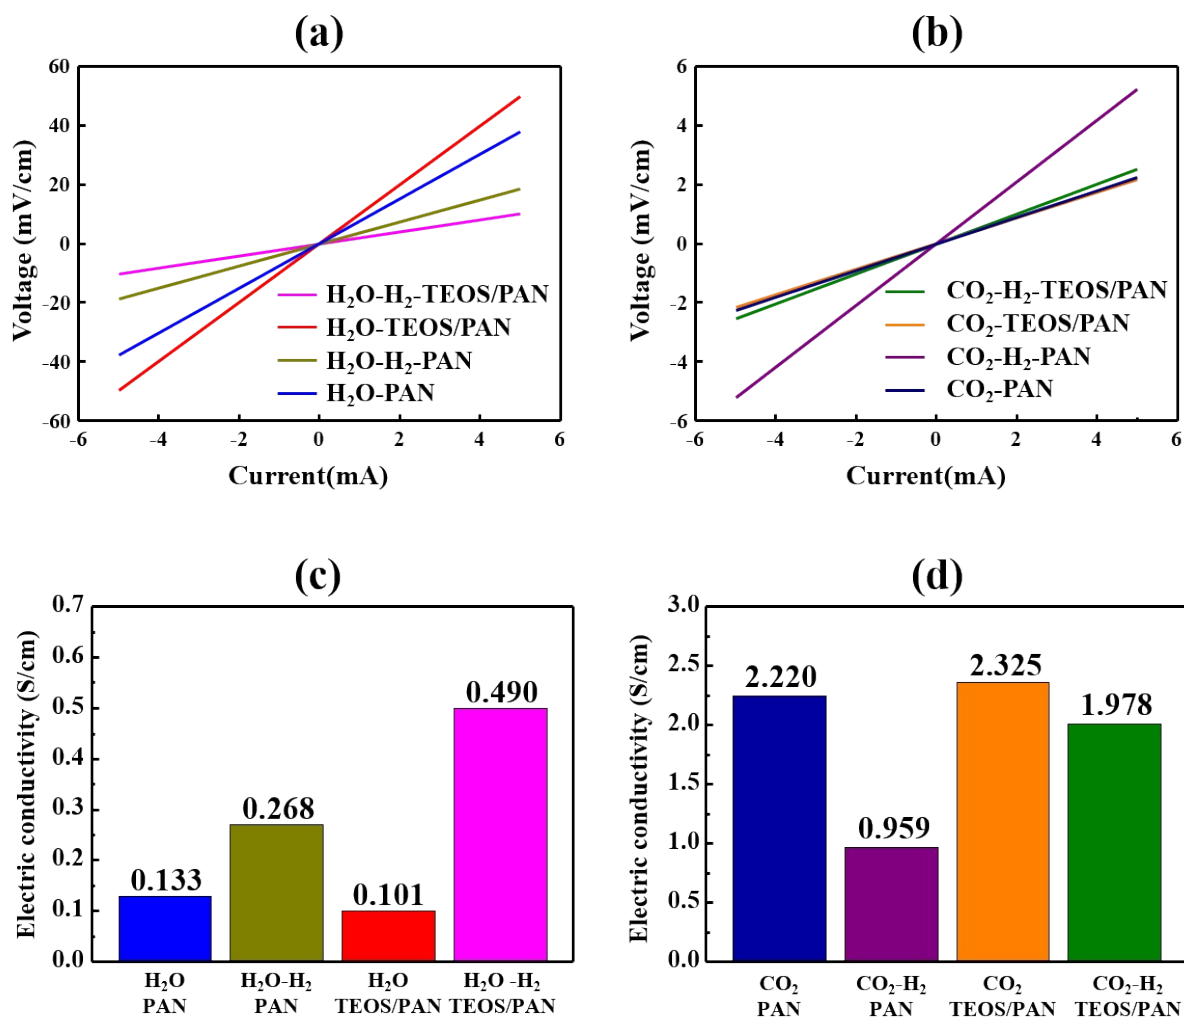 (a)
60
40
20
0
-20
-40
-60
-6
-4
-2
0
2
4
6
Voltage (mV/cm)
Current(mA)
H₂O-H₂-TEOS/PAN
H₂O-TEOS/PAN
H₂O-H₂-PAN
H₂O-PAN
(b)
6
4
2
0
-2
-4
-6
-6
-4
-2
0
2
4
6
Voltage (mV/cm)
Current(mA)
CO₂-H₂-TEOS/PAN
CO₂-TEOS/PAN
CO₂-H₂-PAN
CO₂-PAN
(c)
0.7
0.6
0.5
0.4
0.3
0.2
0.1
0.0
Electric conductivity (S/cm)
0.133
0.268
0.101
0.490
H₂O
PAN
H₂O-H₂
PAN
H₂O
TEOS/PAN
H₂O -H₂
TEOS/PAN
(d)
3.0
2.5
2.0
1.5
1.0
0.5
0.0
Electric conductivity (S/cm)
2.220
0.959
2.325
1.978
CO₂
PAN
CO₂-H₂
PAN
CO₂
TEOS/PAN
CO₂-H₂
TEOS/PAN